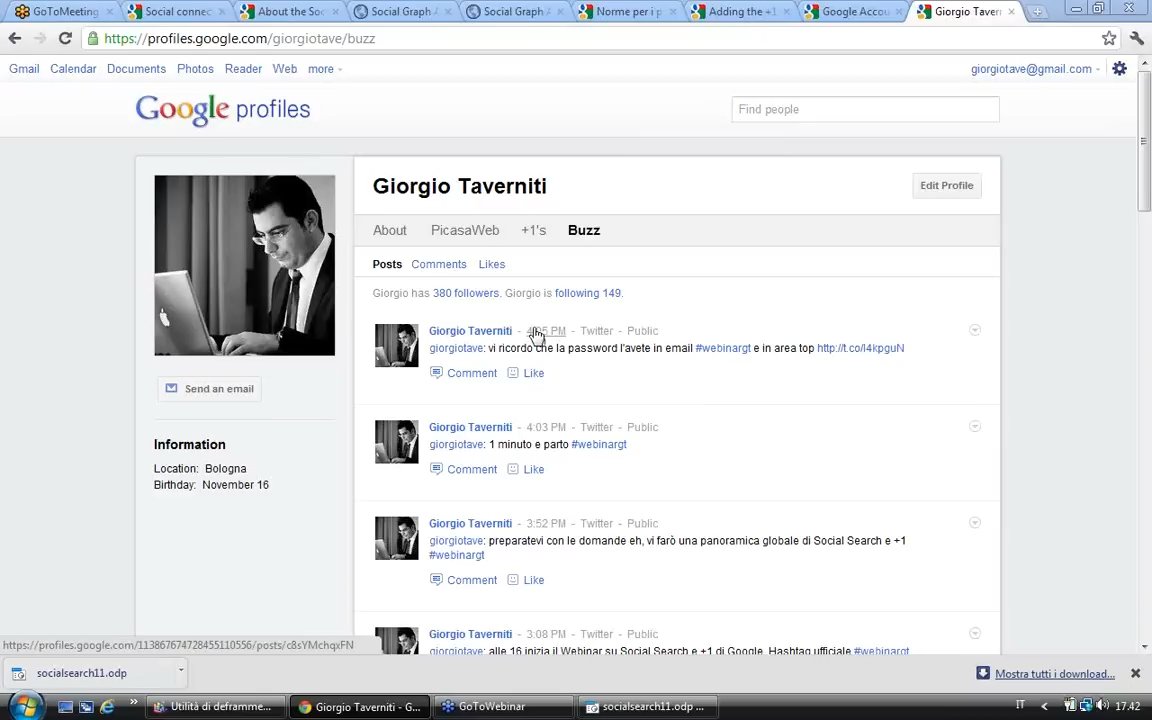 GoToMeeting
Social connec
About the Soc
Social Graph A
Social Graph A
Norme per i p
Adding the +1
Google Accou
Giorgio Tavern
https://profiles.google.com/giorgiotave/buzz
Gmail Calendar Documents Photos Reader Web more
giorgiotave@gmail.com
Google profiles
Find people
Giorgio Taverniti
Edit Profile
About PicasaWeb +1's Buzz
Posts Comments Likes
Giorgio has 380 followers. Giorgio is following 149.
Giorgio Taverniti - PM - Twitter - Public
giorgiotave: vi ricordo che la password l'avete in email #webinargt e in area top http://t.co/l4kpguN
Comment Like
Send an email
Giorgio Taverniti - 4:03 PM - Twitter - Public
giorgiotave: 1 minuto e parto #webinargt
Comment Like
Information
Location: Bologna
Birthday: November 16
Giorgio Taverniti - 3:52 PM - Twitter - Public
giorgiotave: preparatevi con le domande eh, vi farò una panoramica globale di Social Search e +1
#webinargt
Comment Like
Giorgio Taverniti - 3:08 PM - Twitter - Public
giorgiotave: alle 16 inizia il Webinar su Social Search e +1 di Google. Hashtag ufficiale #webinargt
https://profiles.google.com/113867674728455110556/posts/c8sYMchqxFN
socialsearch11.odp
Mostra tutti i download...
Utilità di deframme...
Giorgio Taverniti - G...
GoToWebinar
socialsearch11.odp ...
IT
17.42